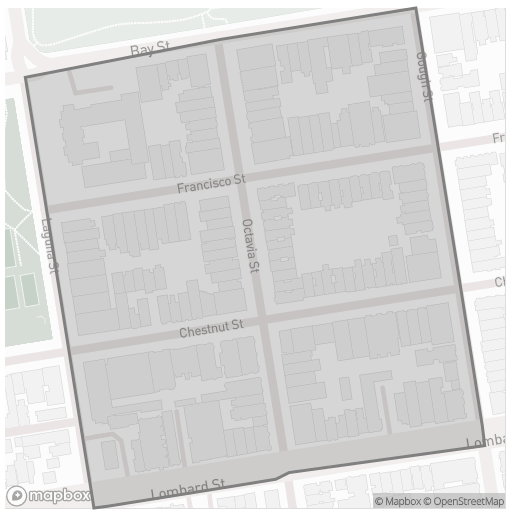 Bay St
Gough St
Fr
Francisco St
Laguna St
Octavia St
Ch
Chestnut St
Lombard St
Lombar
mapbox
© Mapbox © OpenStreetMap